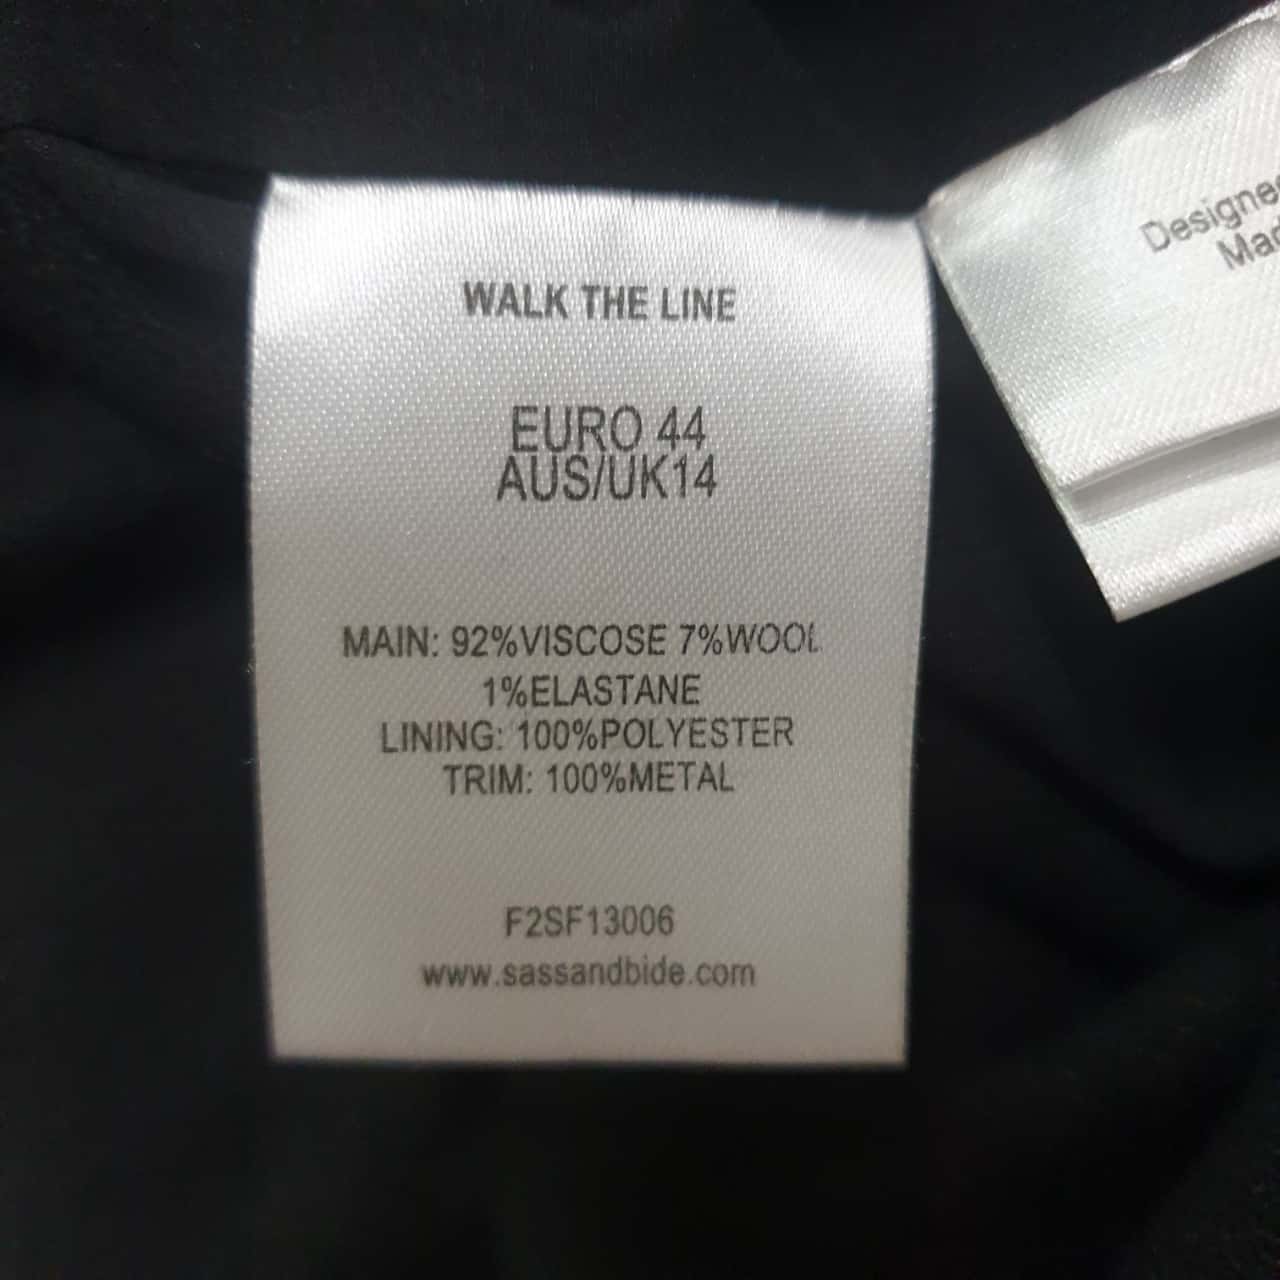 WALK THE LINE
EURO 44
AUS/UK14
MAIN: 92%VISCOSE 7%WOOL
1%ELASTANE
LINING: 100%POLYESTER
TRIM: 100%METAL
F2SF13006
www.sassandbide.com
Designed